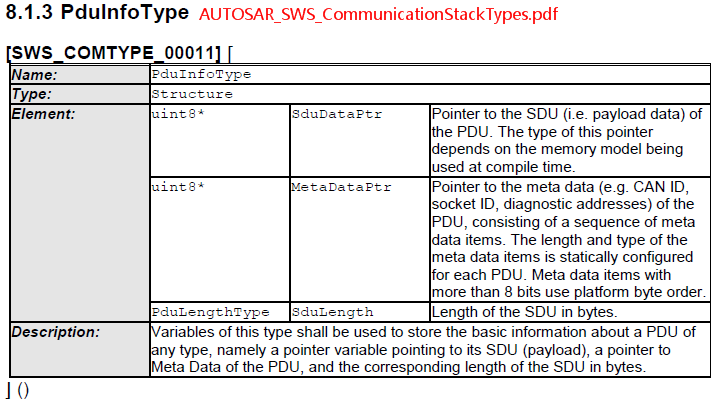 8.1.3 PduInfoType AUTOSAR_SWS_CommunicationStackTypes.pdf
[SWS_COMTYPE_00011] ⌈
Name: PduInfoType
Type: Structure
Element: uint8* SduDataPtr Pointer to the SDU (i.e. payload data) of
the PDU. The type of this pointer
depends on the memory model being
used at compile time.
uint8* MetaDataPtr Pointer to the meta data (e.g. CAN ID,
socket ID, diagnostic addresses) of the
PDU, consisting of a sequence of meta
data items. The length and type of the
meta data items is statically configured
for each PDU. Meta data items with
more than 8 bits use platform byte order.
PduLengthType SduLength Length of the SDU in bytes.
Description: Variables of this type shall be used to store the basic information about a PDU of
any type, namely a pointer variable pointing to its SDU (payload), a pointer to
Meta Data of the PDU, and the corresponding length of the SDU in bytes.
⌋ ()